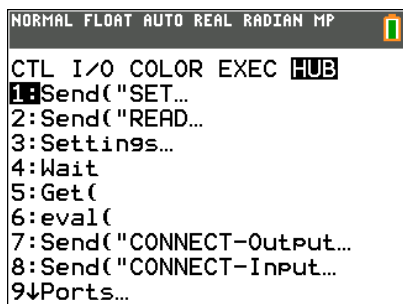 NORMAL FLOAT AUTO REAL RADIAN MP
CTL I/O COLOR EXEC HUB
1:Send("SET…
2:Send("READ…
3:Settings…
4:Wait
5:Get(
6:eval(
7:Send("CONNECT-Output…
8:Send("CONNECT-Input…
9↓Ports…